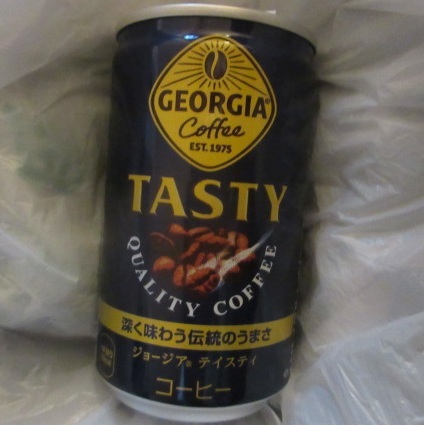 GEORGIA®
Coffee
EST. 1975
TASTY
QUALITY COFFEE
深く味わう伝統のうまさ
ジョージア® テイスティ
コーヒー